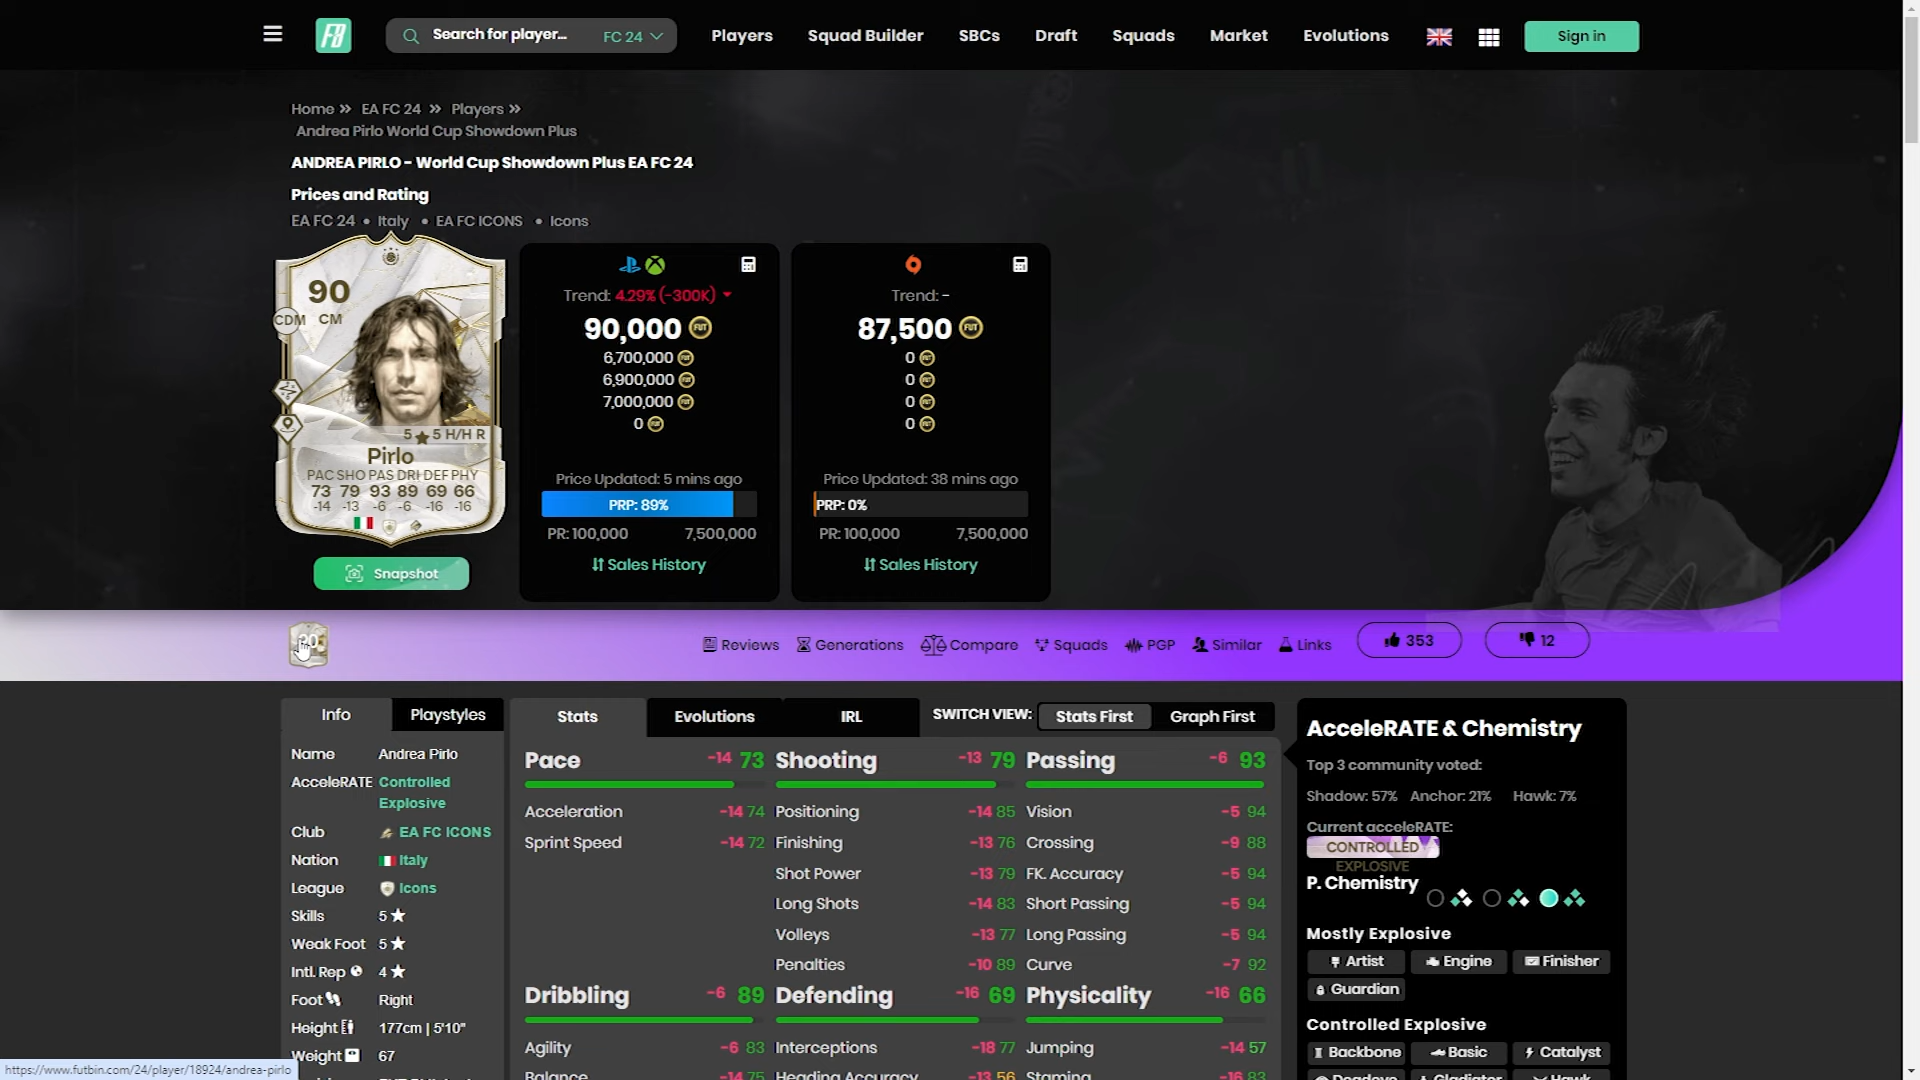 FB Search for player... FC 24 Players Squad Builder SBCs Draft Squads Market Evolutions Sign in
Home » EA FC 24 » Players »
Andrea Pirlo World Cup Showdown Plus
ANDREA PIRLO - World Cup Showdown Plus EA FC 24
Prices and Rating
EA FC 24 • Italy • EA FC ICONS • Icons
90
CDM CM
5 ★ 5 H/H R
Pirlo
PAC SHO PAS DRI DEF PHY
73 79 93 89 69 66
-14 -13 -6 -6 -16 -16
Snapshot
Trend: 4.29% (-300K)
90,000
6,700,000
6,900,000
7,000,000
0
Price Updated: 5 mins ago
PRP: 89%
PR: 100,000 7,500,000
Sales History
Trend: -
87,500
0
0
0
0
Price Updated: 38 mins ago
PRP: 0%
PR: 100,000 7,500,000
Sales History
Reviews Generations Compare Squads PGP Similar Links 353 12
Info Playstyles
Name Andrea Pirlo
AcceleRATE Controlled
Explosive
Club EA FC ICONS
Nation Italy
League Icons
Skills 5 ★
Weak Foot 5 ★
Intl. Rep 4 ★
Foot Right
Height 177cm | 5'10"
Weight 67
Stats Evolutions IRL SWITCH VIEW: Stats First Graph First
Pace -14 73 Shooting -13 79 Passing -6 93
Acceleration -14 74 Positioning -14 85 Vision -5 94
Sprint Speed -14 72 Finishing -13 76 Crossing -9 88
Shot Power -13 79 FK. Accuracy -5 94
Long Shots -14 83 Short Passing -5 94
Volleys -13 77 Long Passing -5 94
Penalties -10 89 Curve -7 92
Dribbling -6 89 Defending -16 69 Physicality -16 66
Agility -6 83 Interceptions -18 77 Jumping -14 57
Balance -14 75 Heading Accuracy -13 56 Stamina -16 83
AcceleRATE & Chemistry
Top 3 community voted:
Shadow: 57% Anchor: 21% Hawk: 7%
Current acceleRATE:
CONTROLLED
EXPLOSIVE
P. Chemistry
Mostly Explosive
Artist Engine Finisher
Guardian
Controlled Explosive
Backbone Basic Catalyst
Deadeye Gladiator Hawk
https://www.futbin.com/24/player/18924/andrea-pirlo